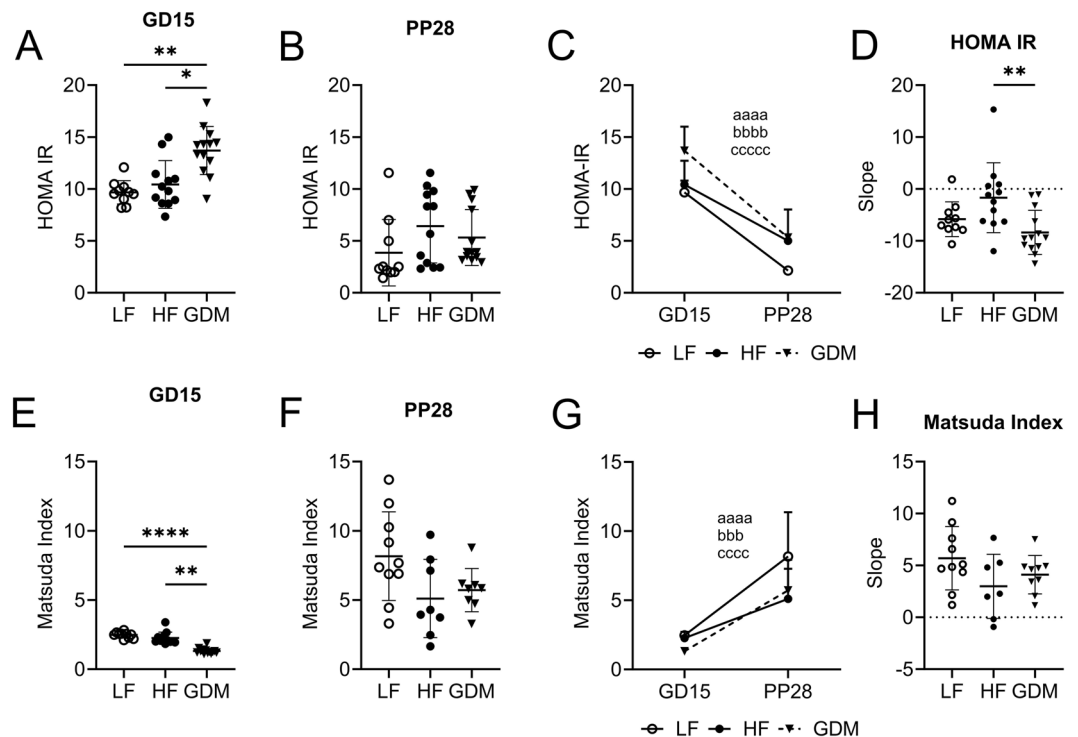 A
GD15
**
*
HOMA IR
20
15
10
5
0
LF HF GDM
B
PP28
HOMA IR
20
15
10
5
0
LF HF GDM
C
HOMA-IR
20
15
10
5
0
aaaa
bbbb
ccccc
GD15 PP28
LF HF GDM
D
HOMA IR
**
Slope
20
10
0
-10
-20
LF HF GDM
E
GD15
****
**
Matsuda Index
15
10
5
0
LF HF GDM
F
PP28
Matsuda Index
15
10
5
0
LF HF GDM
G
Matsuda Index
15
10
5
0
aaaa
bbb
cccc
GD15 PP28
LF HF GDM
H
Matsuda Index
Slope
15
10
5
0
-5
LF HF GDM